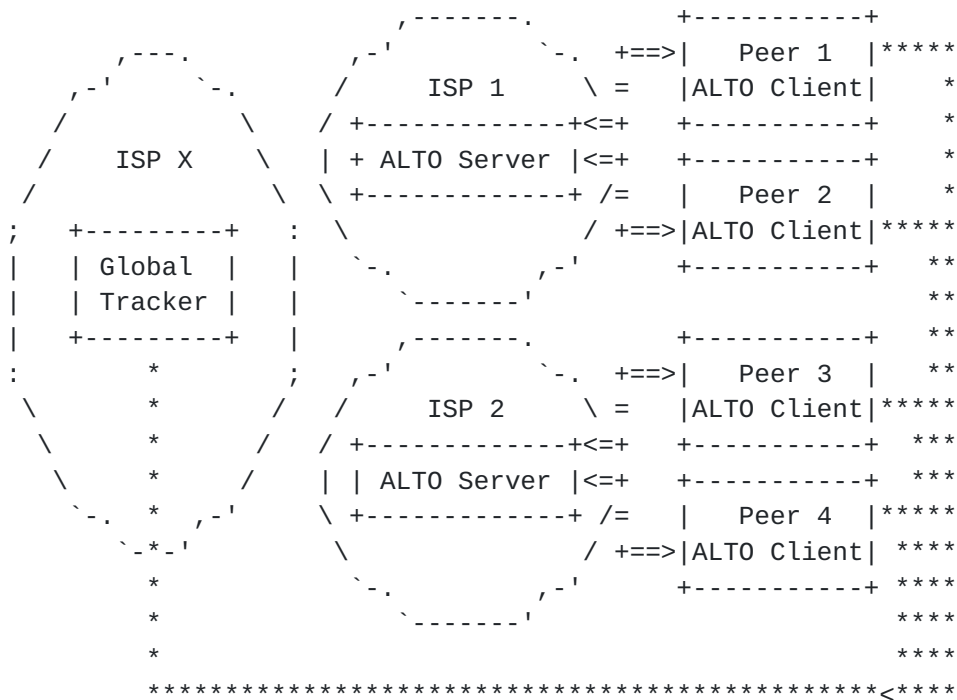 Peer 1
ISP 1 ALTO Client
ISP X ALTO Server
Peer 2
ALTO Client
Global
Tracker
Peer 3
ISP 2 ALTO Client
ALTO Server
Peer 4
ALTO Client